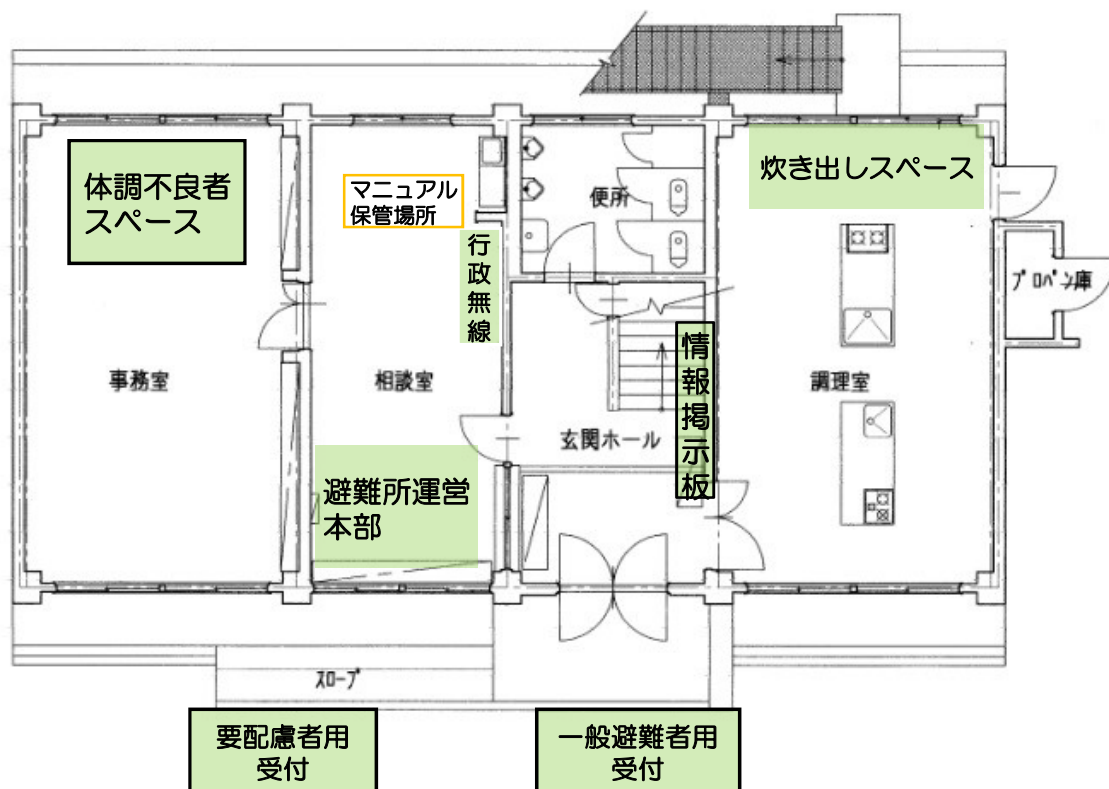 体調不良者
スペース
マニュアル
保管場所
便所
炊き出しスペース
行政無線
プロパン庫
事務室
相談室
情報掲示板
調理室
玄関ホール
避難所運営
本部
スロープ
要配慮者用
受付
一般避難者用
受付